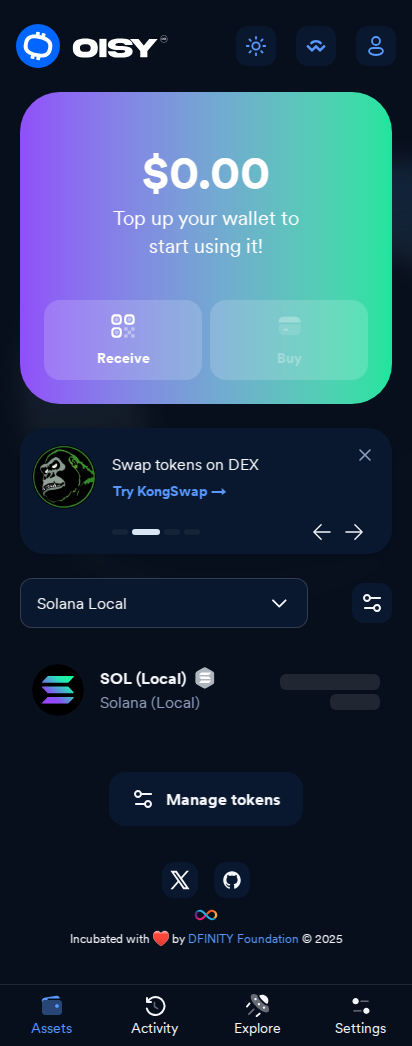 OISY
$0.00
Top up your wallet to
start using it!
Receive
Buy
Swap tokens on DEX
Try KongSwap →
Solana Local
SOL (Local)
Solana (Local)
Manage tokens
Incubated with ❤️ by DFINITY Foundation © 2025
Assets
Activity
Explore
Settings